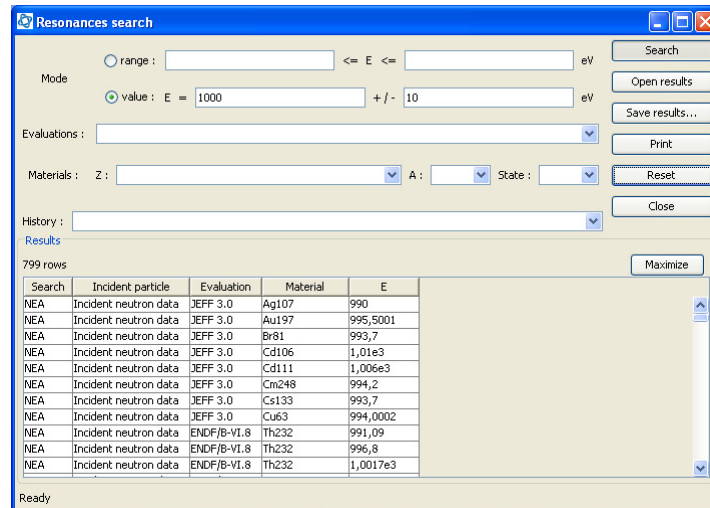 Resonances search
range : <= E <= eV
Mode
value : E = 1000 +/- 10 eV
Evaluations :
Materials : Z : A : State :
History :
Search
Open results
Save results...
Print
Reset
Close
Results
799 rows
Maximize
Search Incident particle Evaluation Material E
NEA Incident neutron data JEFF 3.0 Ag107 990
NEA Incident neutron data JEFF 3.0 Au197 995,5001
NEA Incident neutron data JEFF 3.0 Br81 993,7
NEA Incident neutron data JEFF 3.0 Cd106 1,01e3
NEA Incident neutron data JEFF 3.0 Cd111 1,006e3
NEA Incident neutron data JEFF 3.0 Cm248 994,2
NEA Incident neutron data JEFF 3.0 Cs133 993,7
NEA Incident neutron data JEFF 3.0 Cu63 994,0002
NEA Incident neutron data ENDF/B-VI.8 Th232 991,09
NEA Incident neutron data ENDF/B-VI.8 Th232 996,8
NEA Incident neutron data ENDF/B-VI.8 Th232 1,0017e3
Ready